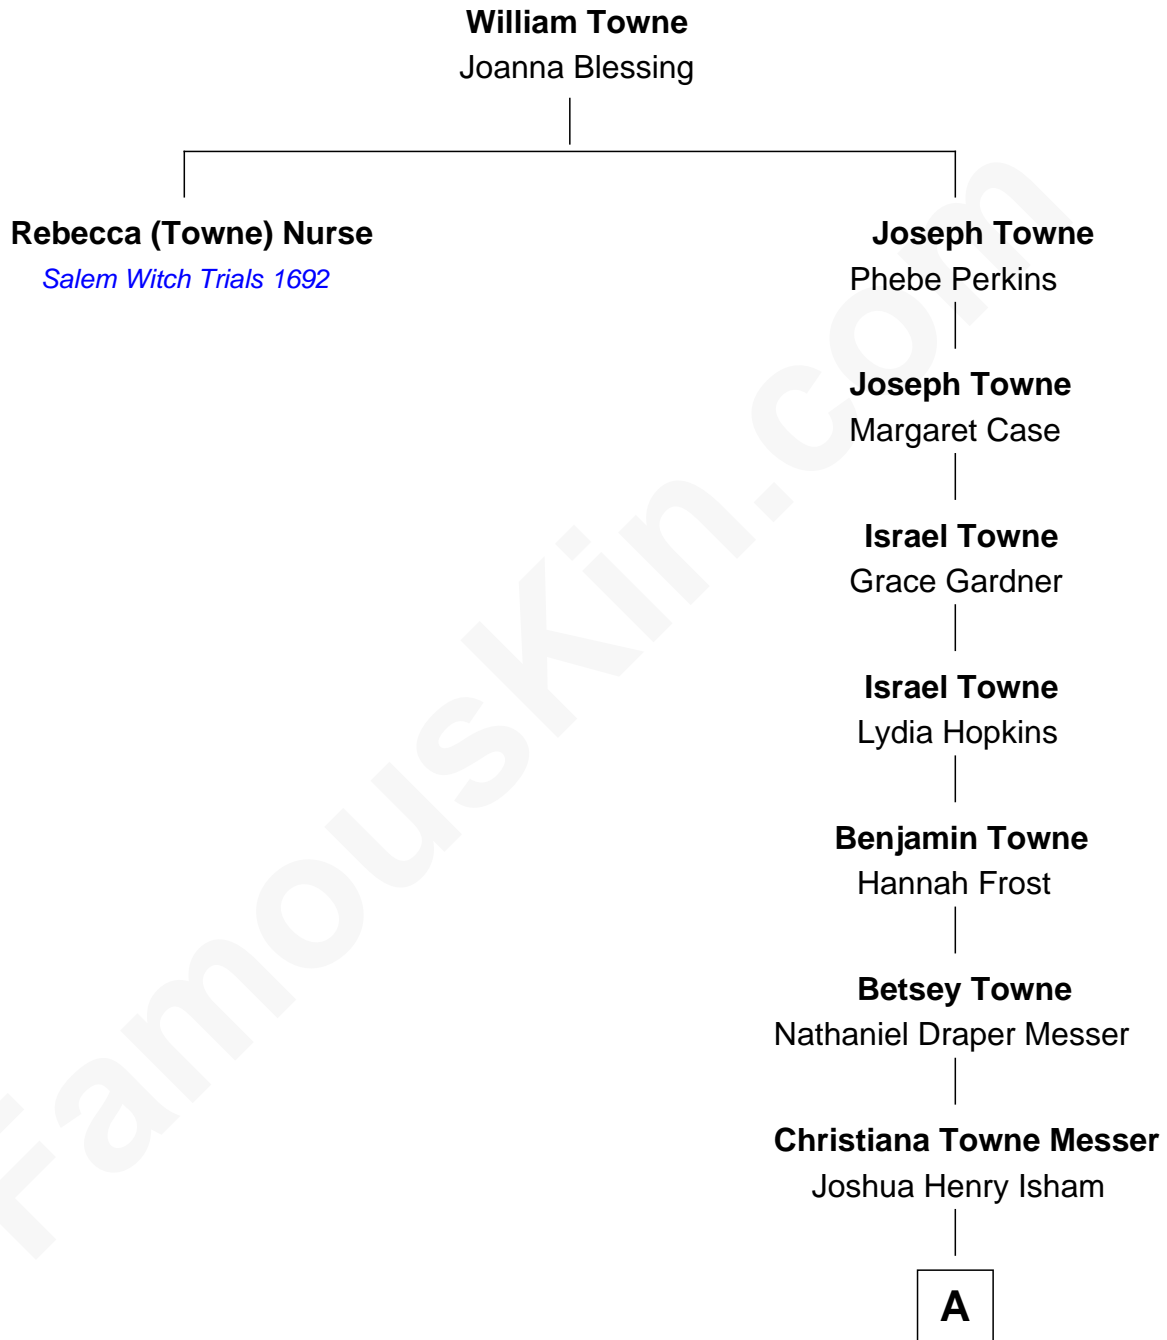 William Towne
Joanna Blessing
Rebecca (Towne) Nurse
Salem Witch Trials 1692
Joseph Towne
Phebe Perkins
Joseph Towne
Margaret Case
Israel Towne
Grace Gardner
Israel Towne
Lydia Hopkins
Benjamin Towne
Hannah Frost
Betsey Towne
Nathaniel Draper Messer
Christiana Towne Messer
Joshua Henry Isham
A
FamousKin.com